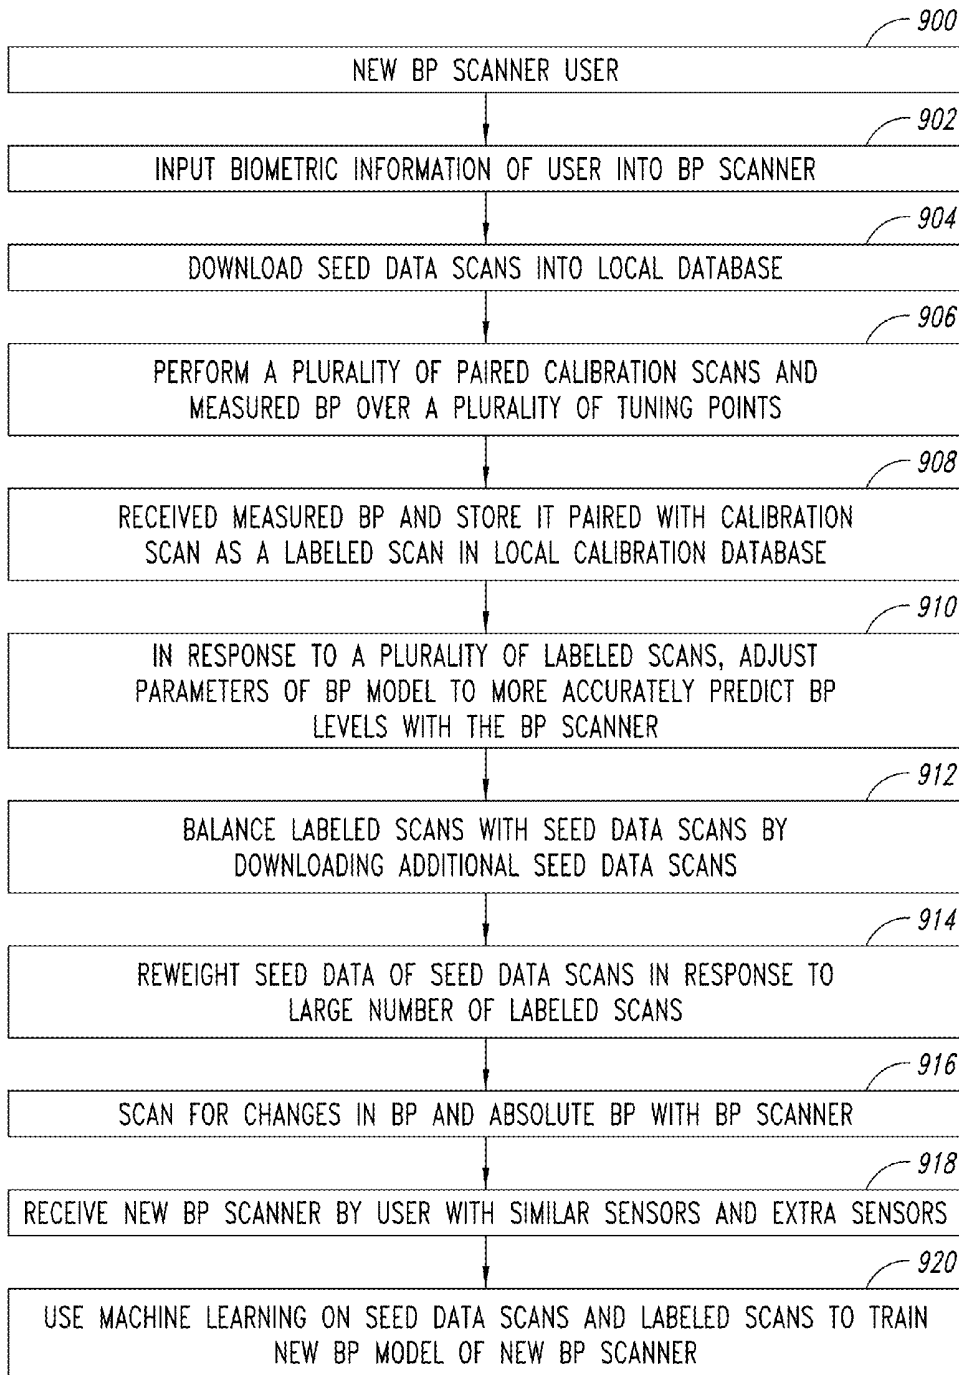 900
NEW BP SCANNER USER
902
INPUT BIOMETRIC INFORMATION OF USER INTO BP SCANNER
904
DOWNLOAD SEED DATA SCANS INTO LOCAL DATABASE
906
PERFORM A PLURALITY OF PAIRED CALIBRATION SCANS AND
MEASURED BP OVER A PLURALITY OF TUNING POINTS
908
RECEIVED MEASURED BP AND STORE IT PAIRED WITH CALIBRATION
SCAN AS A LABELED SCAN IN LOCAL CALIBRATION DATABASE
910
IN RESPONSE TO A PLURALITY OF LABELED SCANS, ADJUST
PARAMETERS OF BP MODEL TO MORE ACCURATELY PREDICT BP
LEVELS WITH THE BP SCANNER
912
BALANCE LABELED SCANS WITH SEED DATA SCANS BY
DOWNLOADING ADDITIONAL SEED DATA SCANS
914
REWEIGHT SEED DATA OF SEED DATA SCANS IN RESPONSE TO
LARGE NUMBER OF LABELED SCANS
916
SCAN FOR CHANGES IN BP AND ABSOLUTE BP WITH BP SCANNER
918
RECEIVE NEW BP SCANNER BY USER WITH SIMILAR SENSORS AND EXTRA SENSORS
920
USE MACHINE LEARNING ON SEED DATA SCANS AND LABELED SCANS TO TRAIN
NEW BP MODEL OF NEW BP SCANNER